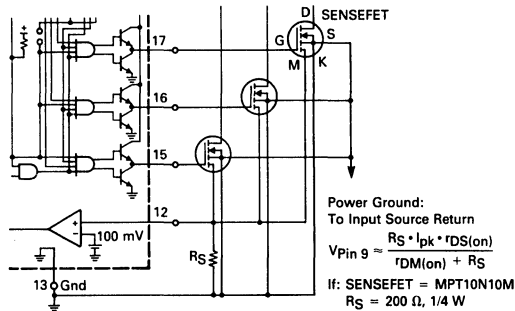 D SENSEFET
17
G
S
M
K
16
15
12
100 mV
RS
13 Gnd
Power Ground:
To Input Source Return
VPin 9 ≈ RS • Ipk • rDS(on)
rDM(on) + RS
If: SENSEFET = MPT10N10M
RS = 200 Ω, 1/4 W